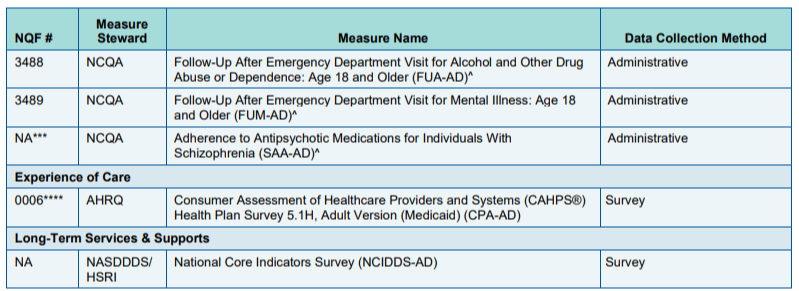 NQF # Measure Steward Measure Name Data Collection Method
3488 NCQA Follow-Up After Emergency Department Visit for Alcohol and Other Drug
Abuse or Dependence: Age 18 and Older (FUA-AD)^ Administrative
3489 NCQA Follow-Up After Emergency Department Visit for Mental Illness: Age 18
and Older (FUM-AD)^ Administrative
NA*** NCQA Adherence to Antipsychotic Medications for Individuals With
Schizophrenia (SAA-AD)^ Administrative
Experience of Care
0006**** AHRQ Consumer Assessment of Healthcare Providers and Systems (CAHPS®)
Health Plan Survey 5.1H, Adult Version (Medicaid) (CPA-AD) Survey
Long-Term Services & Supports
NA NASDDDS/
HSRI National Core Indicators Survey (NCIDDS-AD) Survey